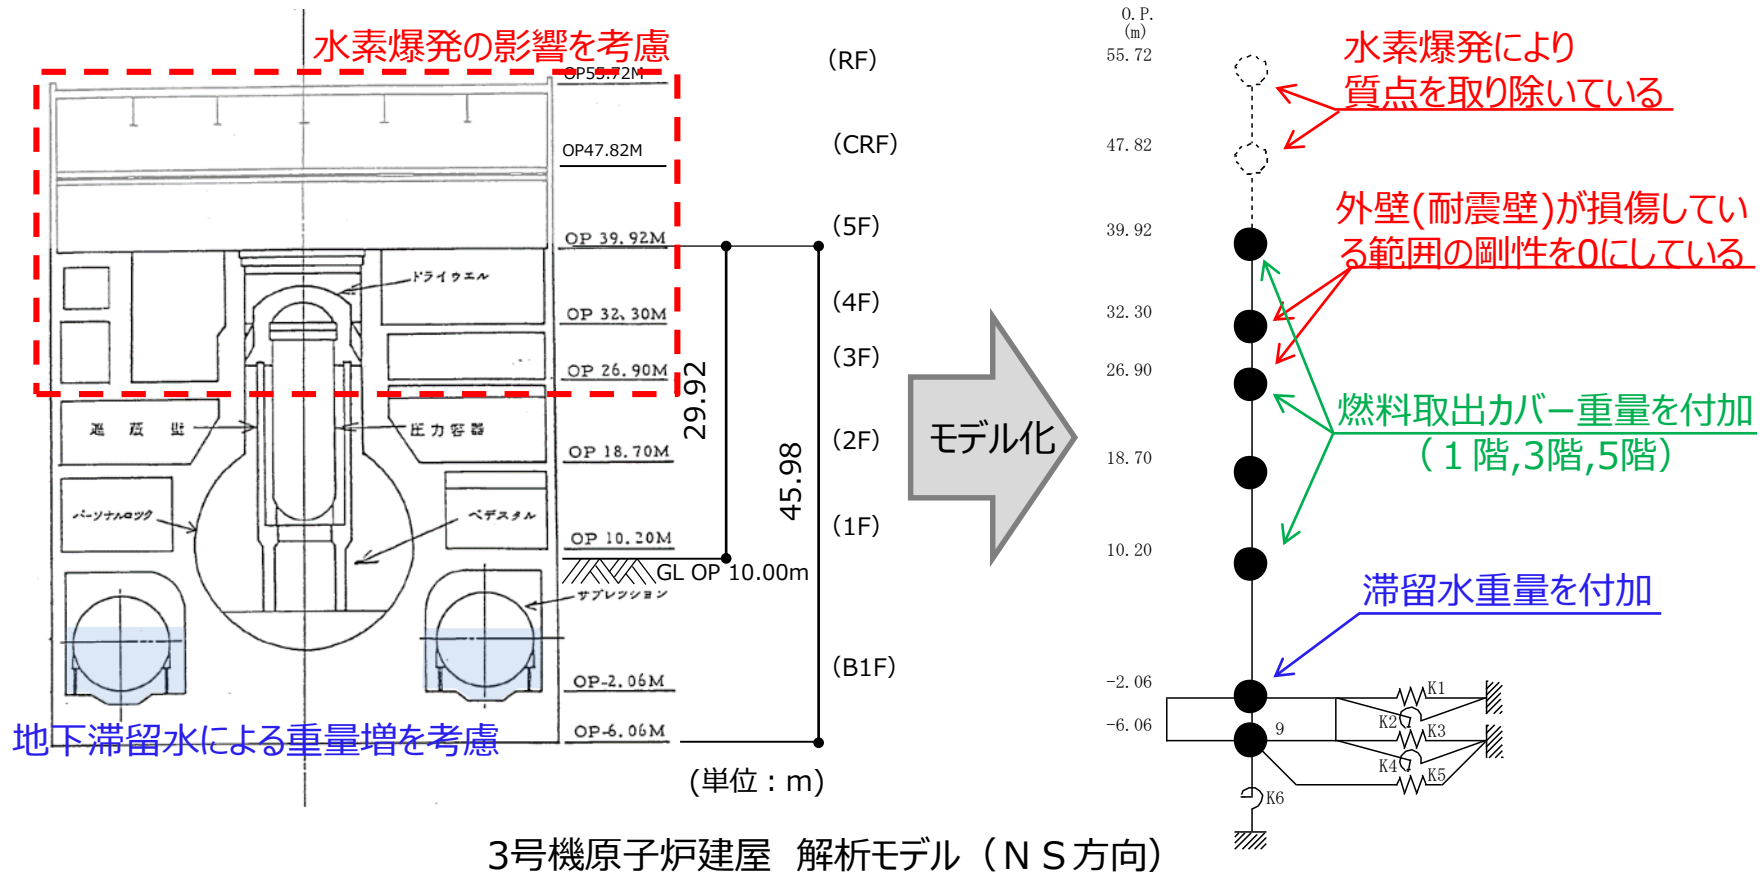 水素爆発の影響を考慮
OP55.72M
OP47.82M
OP 39.92M
OP 32.30M
OP 26.90M
OP 18.70M
OP 10.20M
GL OP 10.00m
OP-2.06M
OP-6.06M
ドライウエル
遮蔽壁
圧力容器
パーソナルロック
ペデスタル
サプレッション
地下滞留水による重量増を考慮
(RF)
(CRF)
(5F)
(4F)
(3F)
(2F)
(1F)
(B1F)
29.92
45.98
(単位：m)
モデル化
O.P.
(m)
55.72
47.82
39.92
32.30
26.90
18.70
10.20
-2.06
-6.06
9
K1
K2
K3
K4
K5
K6
水素爆発により
質点を取り除いている
外壁(耐震壁)が損傷してい
る範囲の剛性を0にしている
燃料取出カバー重量を付加
（１階,3階,5階）
滞留水重量を付加
3号機原子炉建屋 解析モデル（ＮＳ方向）